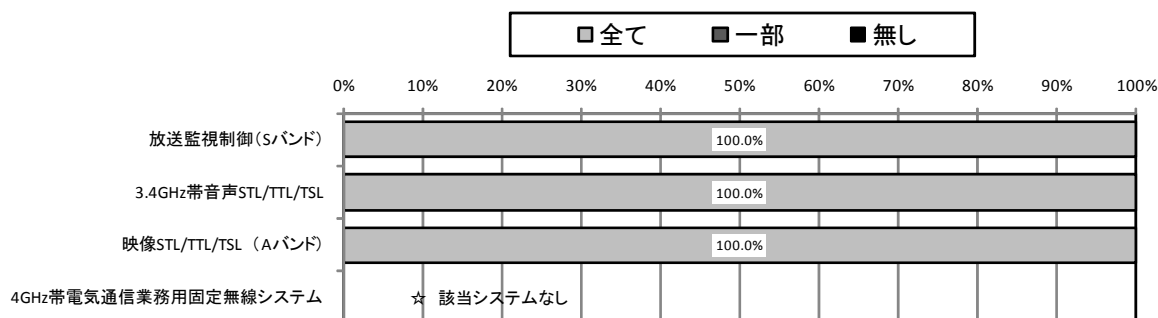 全て 一部 無し
0% 10% 20% 30% 40% 50% 60% 70% 80% 90% 100%
放送監視制御(Sバンド) 100.0%
3.4GHz帯音声STL/TTL/TSL 100.0%
映像STL/TTL/TSL (Aバンド) 100.0%
4GHz帯電気通信業務用固定無線システム ☆ 該当システムなし